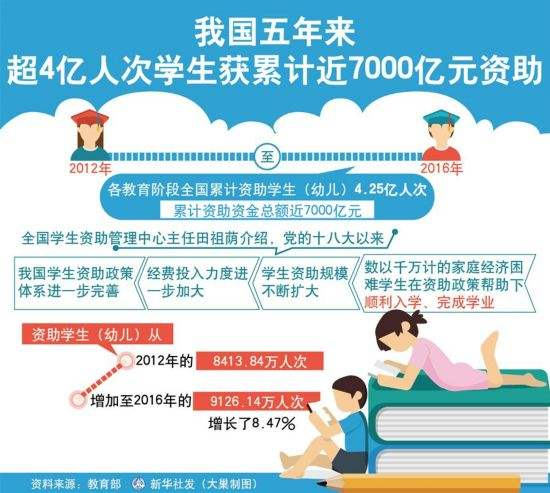 我国五年来
超4亿人次学生获累计近7000亿元资助
至
2012年
2016年
各教育阶段全国累计资助学生（幼儿）4.25亿人次
累计资助资金总额近7000亿元
全国学生资助管理中心主任田祖荫介绍，党的十八大以来
我国学生资助政策
体系进一步完善
经费投入力度进
一步加大
学生资助规模
不断扩大
数以千万计的家庭经济困
难学生在资助政策帮助下
顺利入学、完成学业
资助学生（幼儿）从
2012年的 8413.84万人次
增加至2016年的 9126.14万人次
增长了8.47%
资料来源：教育部 新华社发（大巢制图）